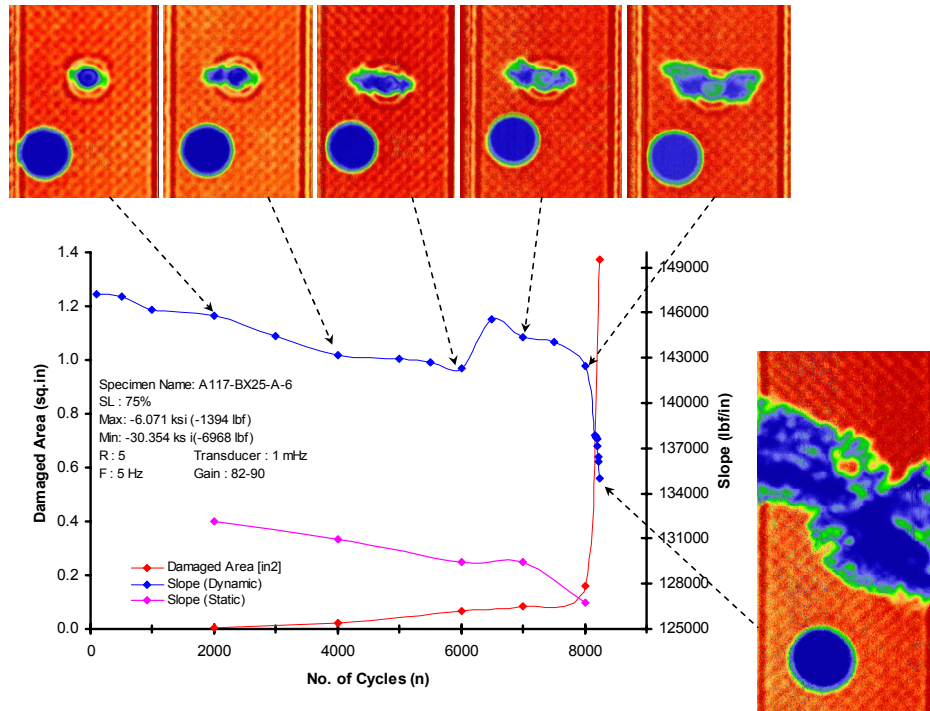 1.4
1.2
1.0
0.8
0.6
0.4
0.2
0.0
Damaged Area (sq.in)
149000
146000
143000
140000
137000
134000
131000
128000
125000
Slope (lbf/in)
Specimen Name: A117-BX25-A-6
SL : 75%
Max: -6.071 ksi (-1394 lbf)
Min: -30.354 ks i(-6968 lbf)
R : 5 Transducer : 1 mHz
F : 5 Hz Gain : 82-90
Damaged Area [in2]
Slope (Dynamic)
Slope (Static)
0 2000 4000 6000 8000
No. of Cycles (n)